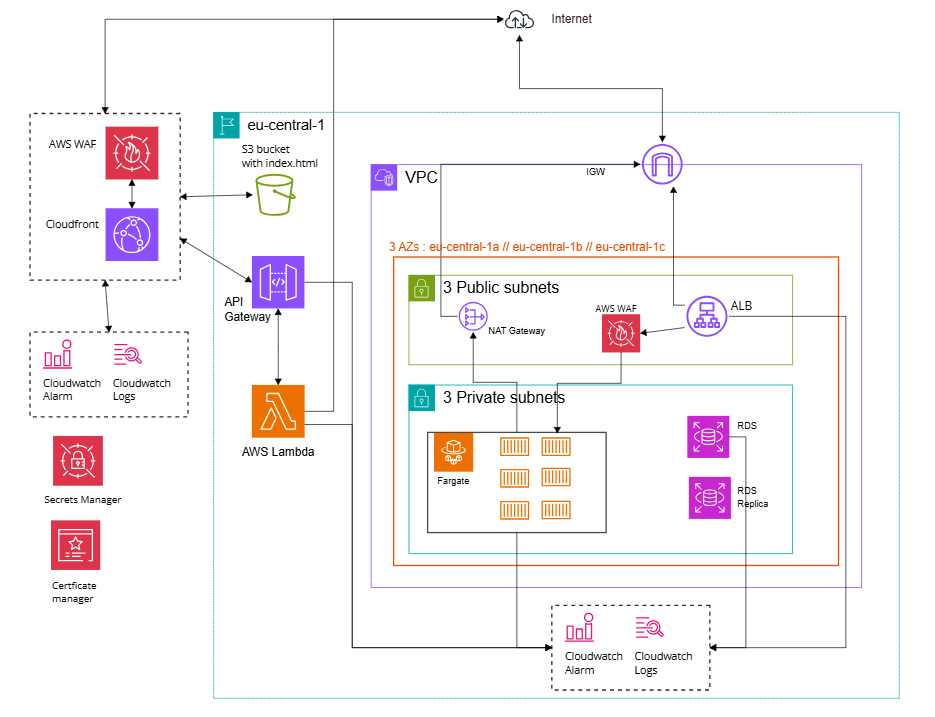 Internet
AWS WAF
Cloudfront
eu-central-1
S3 bucket
with index.html
API
Gateway
AWS Lambda
Cloudwatch
Alarm
Cloudwatch
Logs
Secrets Manager
Certficate
manager
VPC
IGW
3 AZs : eu-central-1a // eu-central-1b // eu-central-1c
3 Public subnets
NAT Gateway
AWS WAF
ALB
3 Private subnets
Fargate
RDS
RDS
Replica
Cloudwatch
Alarm
Cloudwatch
Logs